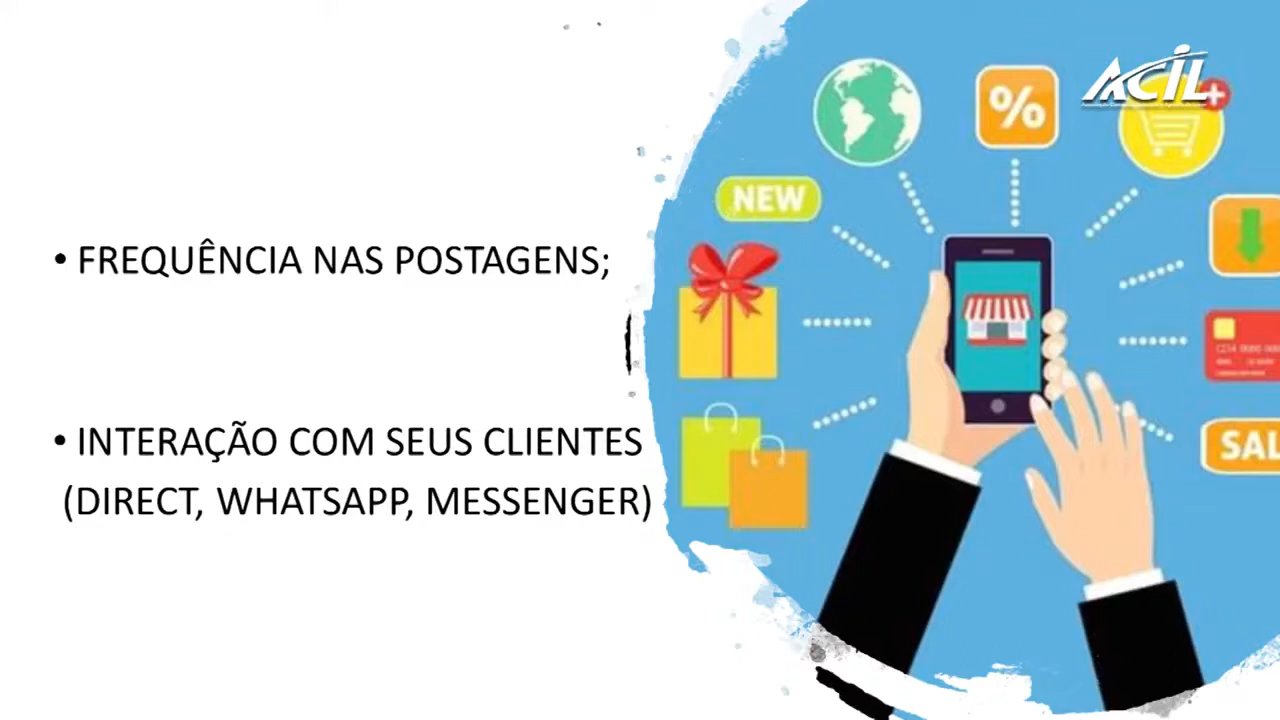 • FREQUÊNCIA NAS POSTAGENS;
• INTERAÇÃO COM SEUS CLIENTES
(DIRECT, WHATSAPP, MESSENGER)
ACIL
%
+
NEW
SAL